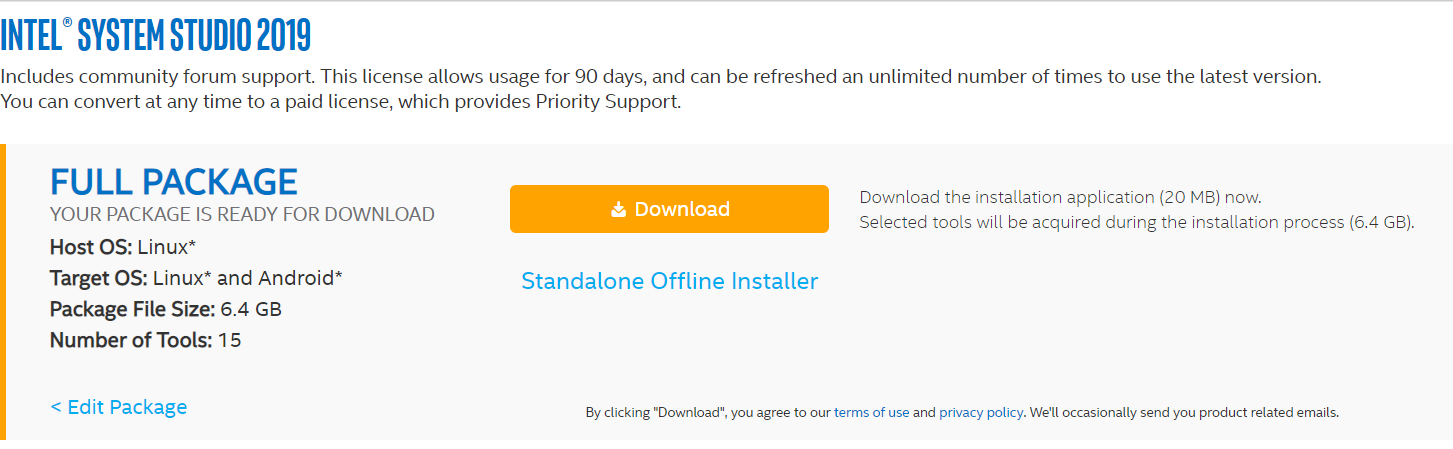 INTEL® SYSTEM STUDIO 2019
Includes community forum support. This license allows usage for 90 days, and can be refreshed an unlimited number of times to use the latest version.
You can convert at any time to a paid license, which provides Priority Support.
FULL PACKAGE
YOUR PACKAGE IS READY FOR DOWNLOAD
Host OS: Linux*
Target OS: Linux* and Android*
Package File Size: 6.4 GB
Number of Tools: 15
< Edit Package
Download
Standalone Offline Installer
Download the installation application (20 MB) now.
Selected tools will be acquired during the installation process (6.4 GB).
By clicking "Download", you agree to our terms of use and privacy policy. We'll occasionally send you product related emails.